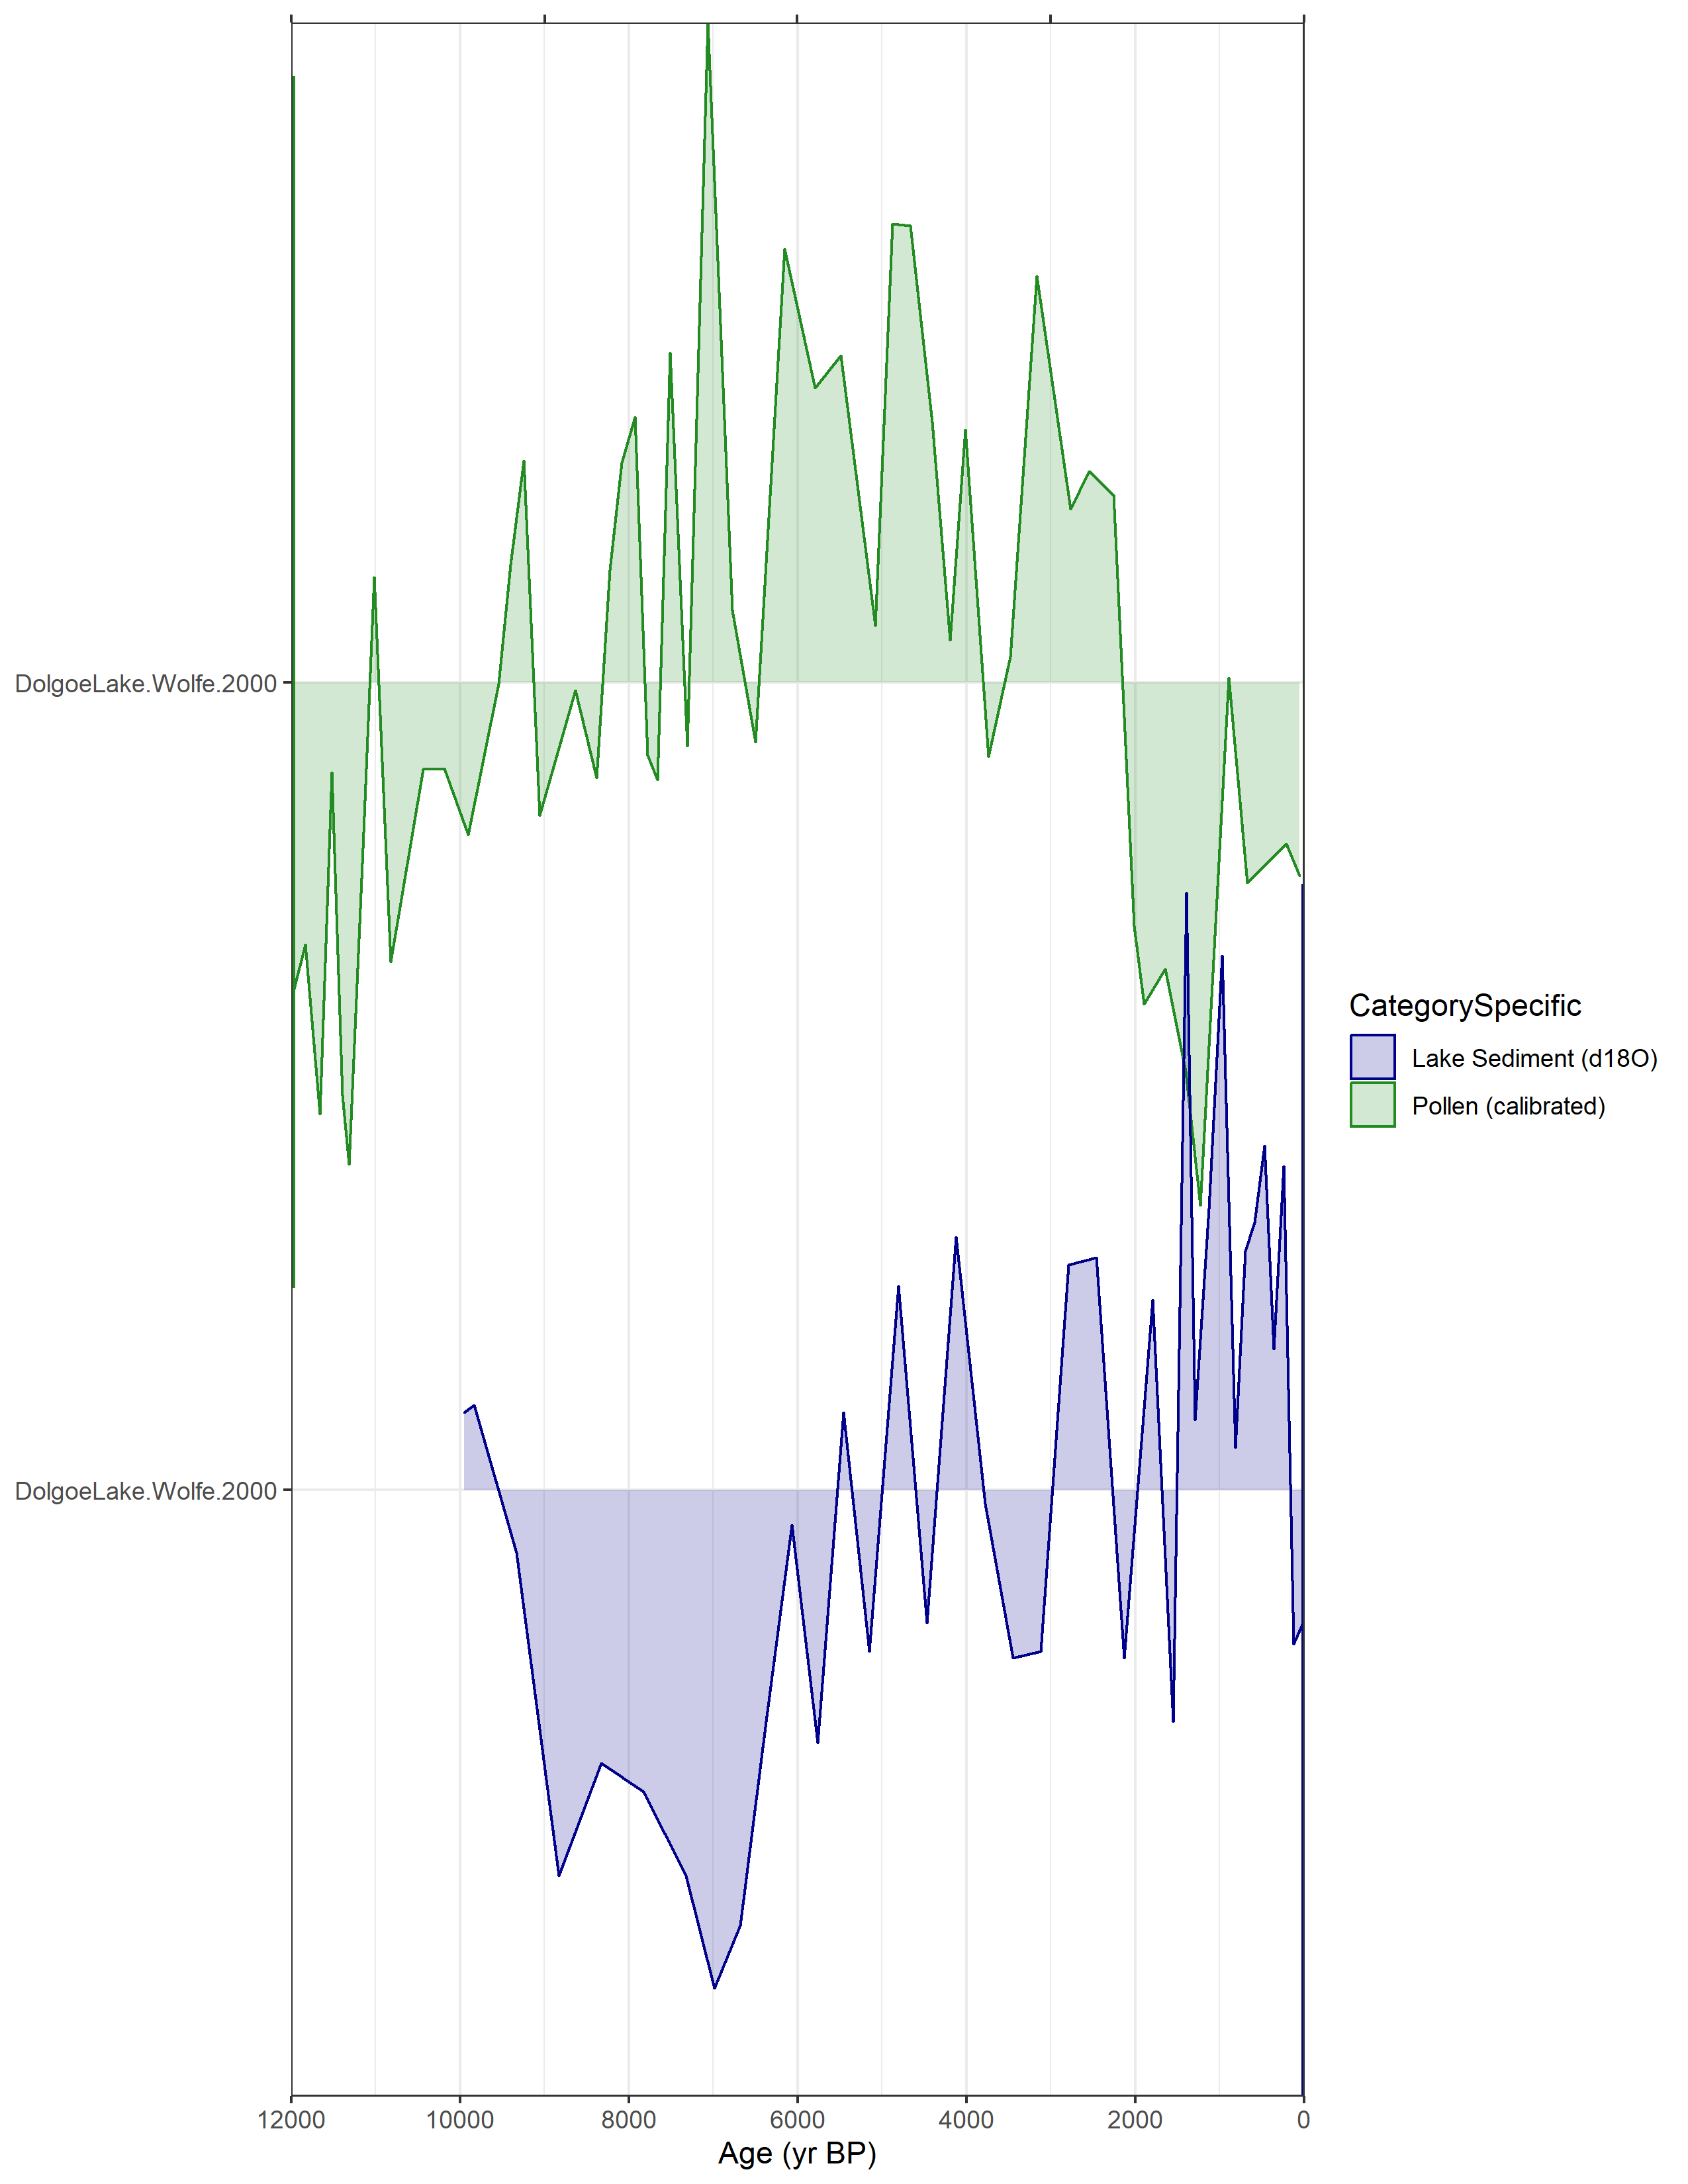 DolgoeLake.Wolfe.2000
DolgoeLake.Wolfe.2000
12000 10000 8000 6000 4000 2000 0
Age (yr BP)
CategorySpecific
Lake Sediment (d18O)
Pollen (calibrated)